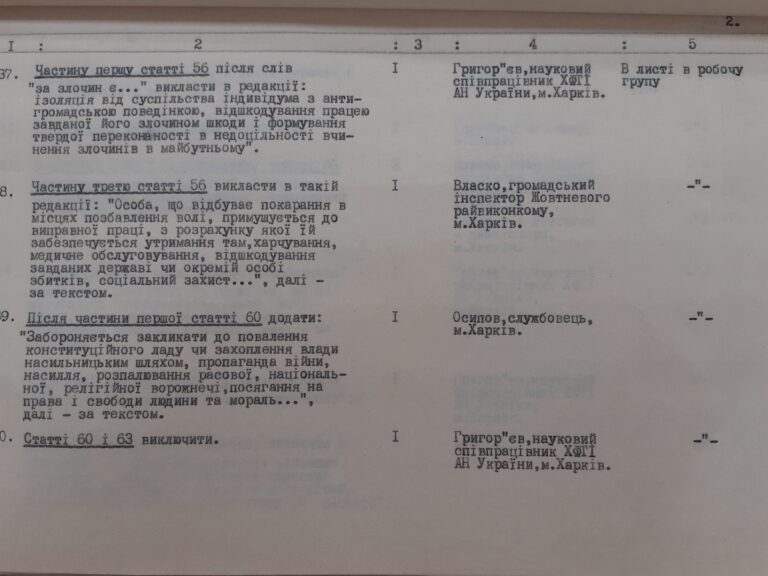 2.
I : 2 : 3 : 4 : 5
37. Частину першу статті 56 після слів I Григор"єв,науковий В листі в робочу
"за злочин є..." викласти в редакції: співпрацівник ХФТІ групу
ізоляція від суспільства індивідума з анти- АН України,м.Харків.
громадською поведінкою, відшкодування працею
завданої його злочином шкоди і формування
твердої переконаності в недоцільності вчи-
нення злочинів в майбутньому".
8. Частину третю статті 56 викласти в такій I Власко,громадський -"-
редакції: "Особа, що відбуває покарання в інспектор Жовтневого
місцях позбавлення волі, примушується до райвиконкому,
виправної праці, з розрахунку якої їй м.Харків.
забезпечується утримання там,харчування,
медичне обслуговування, відшкодування
завданих державі чи окремій особі
збитків, соціальний захист...", далі -
за текстом.
9. Після частини першої статті 60 додати: I Осипов,службовець, -"-
"Забороняється закликати до повалення м.Харків.
конституційного ладу чи захоплення влади
насильницьким шляхом, пропаганда війни,
насилля, розпалювання расової, національ-
ної, релігійної ворожнечі,посягання на
права і свободи людини та мораль...",
далі - за текстом.
0. Статті 60 і 63 виключити. I Григор"єв,науковий -"-
співпрацівник ХФТІ
АН України,м.Харків.